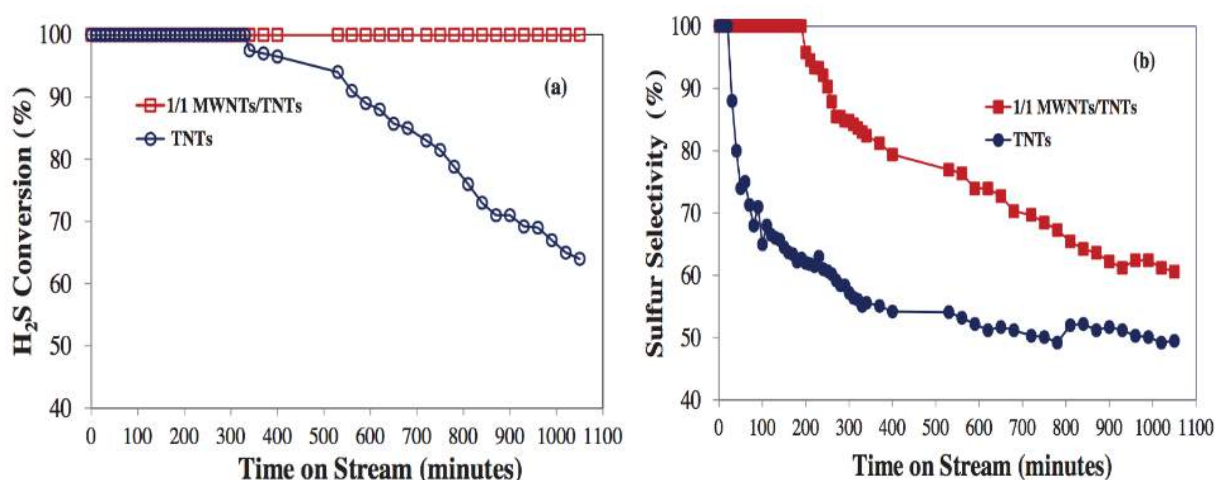 100
90
80
70
60
50
40
H₂S Conversion (%)
(a)
1/1 MWNTs/TNTs
TNTs
0 100 200 300 400 500 600 700 800 900 1000 1100
Time on Stream (minutes)
100
90
80
70
60
50
40
Sulfur Selectivity (%)
(b)
1/1 MWNTs/TNTs
TNTs
0 100 200 300 400 500 600 700 800 900 1000 1100
Time on Stream (minutes)